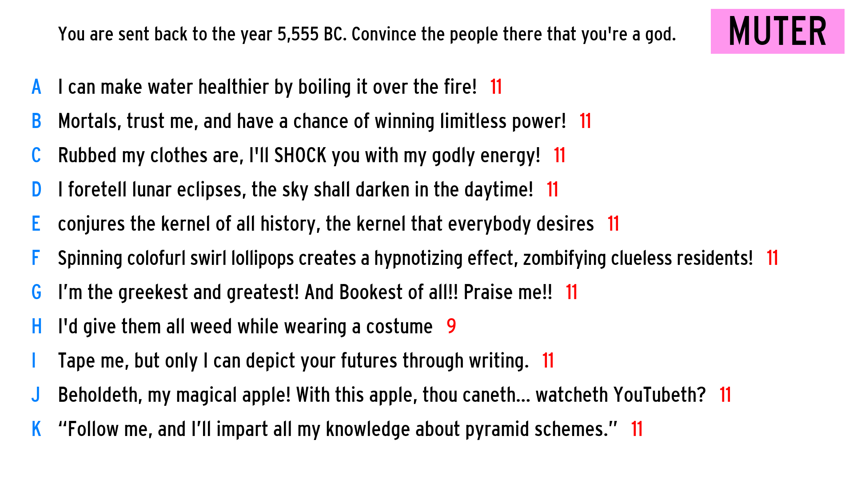 You are sent back to the year 5,555 BC. Convince the people there that you're a god.
MUTER
A I can make water healthier by boiling it over the fire! 11
B Mortals, trust me, and have a chance of winning limitless power! 11
C Rubbed my clothes are, I'll SHOCK you with my godly energy! 11
D I foretell lunar eclipses, the sky shall darken in the daytime! 11
E conjures the kernel of all history, the kernel that everybody desires 11
F Spinning colofurl swirl lollipops creates a hypnotizing effect, zombifying clueless residents! 11
G I’m the greekest and greatest! And Bookest of all!! Praise me!! 11
H I'd give them all weed while wearing a costume 9
I Tape me, but only I can depict your futures through writing. 11
J Beholdeth, my magical apple! With this apple, thou caneth... watcheth YouTubeth? 11
K “Follow me, and I’ll impart all my knowledge about pyramid schemes.” 11